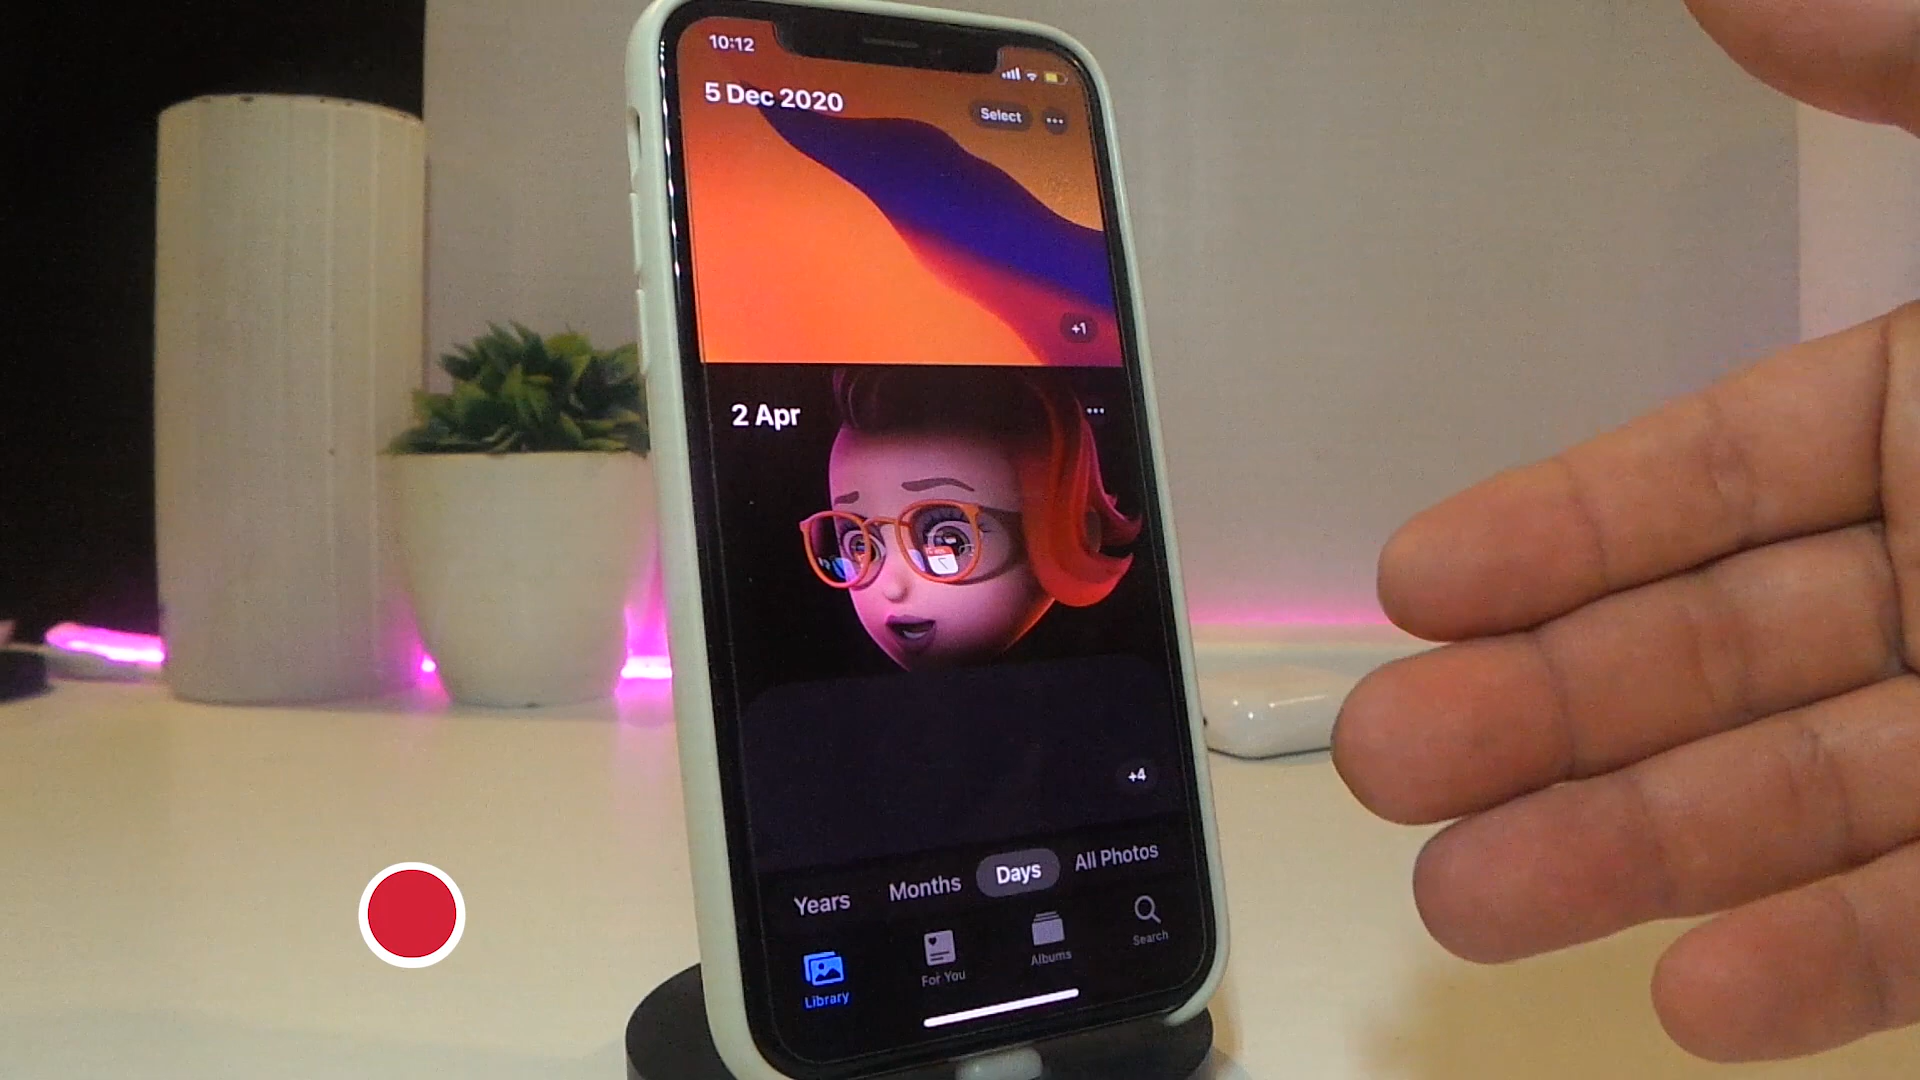 10:12
5 Dec 2020
Select
+1
2 Apr
+4
Years Months Days All Photos
Library For You Albums Search